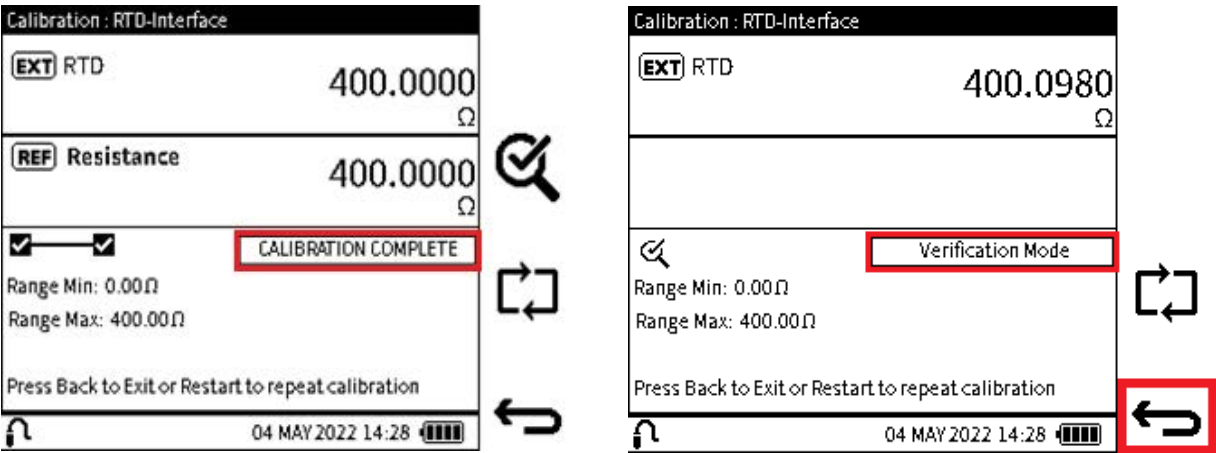 Calibration : RTD-Interface
EXT RTD
400.0000
Ω
REF Resistance
400.0000
Ω
CALIBRATION COMPLETE
Range Min: 0.00Ω
Range Max: 400.00Ω
Press Back to Exit or Restart to repeat calibration
04 MAY 2022 14:28
Calibration : RTD-Interface
EXT RTD
400.0980
Ω
Verification Mode
Range Min: 0.00Ω
Range Max: 400.00Ω
Press Back to Exit or Restart to repeat calibration
04 MAY 2022 14:28